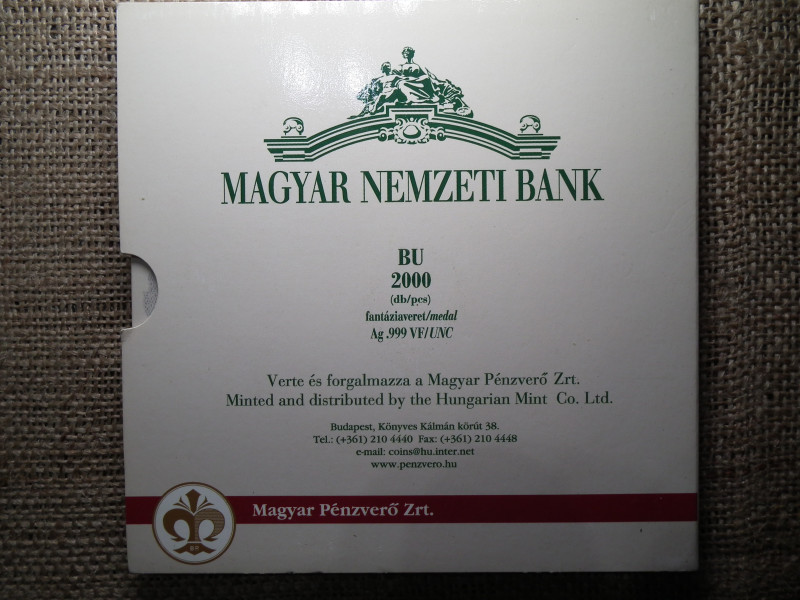 MAGYAR NEMZETI BANK
BU
2000
(db/pcs)
fantáziaveret/medal
Ag .999 VF/UNC
Verte és forgalmazza a Magyar Pénzverő Zrt.
Minted and distributed by the Hungarian Mint Co. Ltd.
Budapest, Könyves Kálmán körút 38.
Tel.: (+361) 210 4440 Fax: (+361) 210 4448
e-mail: coins@hu.inter.net
www.penzvero.hu
Magyar Pénzverő Zrt.